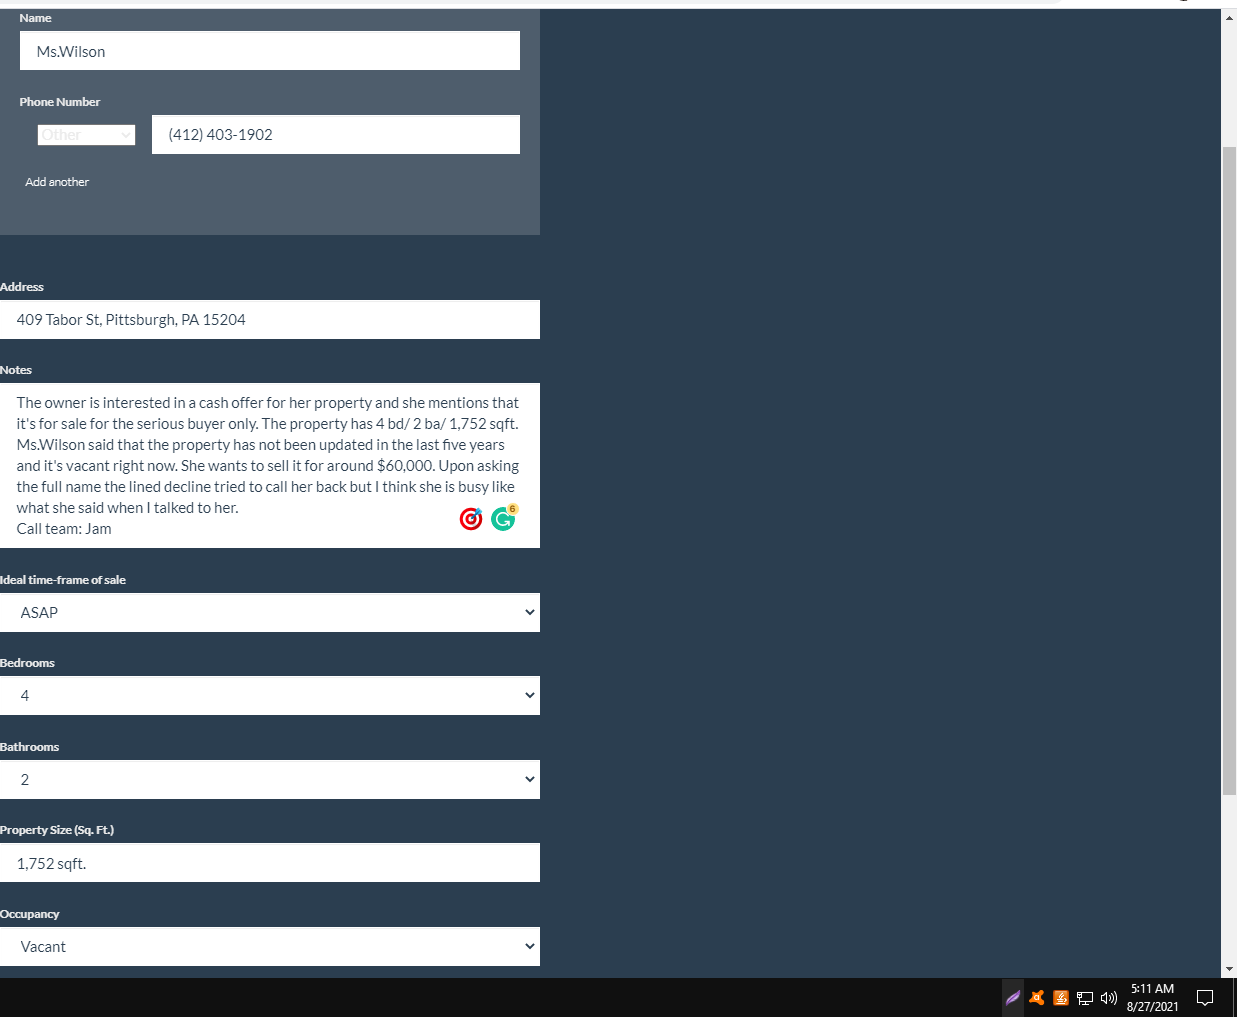 Name
Ms.Wilson
Phone Number
Other
(412) 403-1902
Add another
Address
409 Tabor St, Pittsburgh, PA 15204
Notes
The owner is interested in a cash offer for her property and she mentions that
it's for sale for the serious buyer only. The property has 4 bd/ 2 ba/ 1,752 sqft.
Ms.Wilson said that the property has not been updated in the last five years
and it's vacant right now. She wants to sell it for around $60,000. Upon asking
the full name the lined decline tried to call her back but I think she is busy like
what she said when I talked to her.
6
Call team: Jam
Ideal time-frame of sale
ASAP
Bedrooms
4
Bathrooms
2
Property Size (Sq. Ft.)
1,752 sqft.
Occupancy
Vacant
5:11 AM
8/27/2021